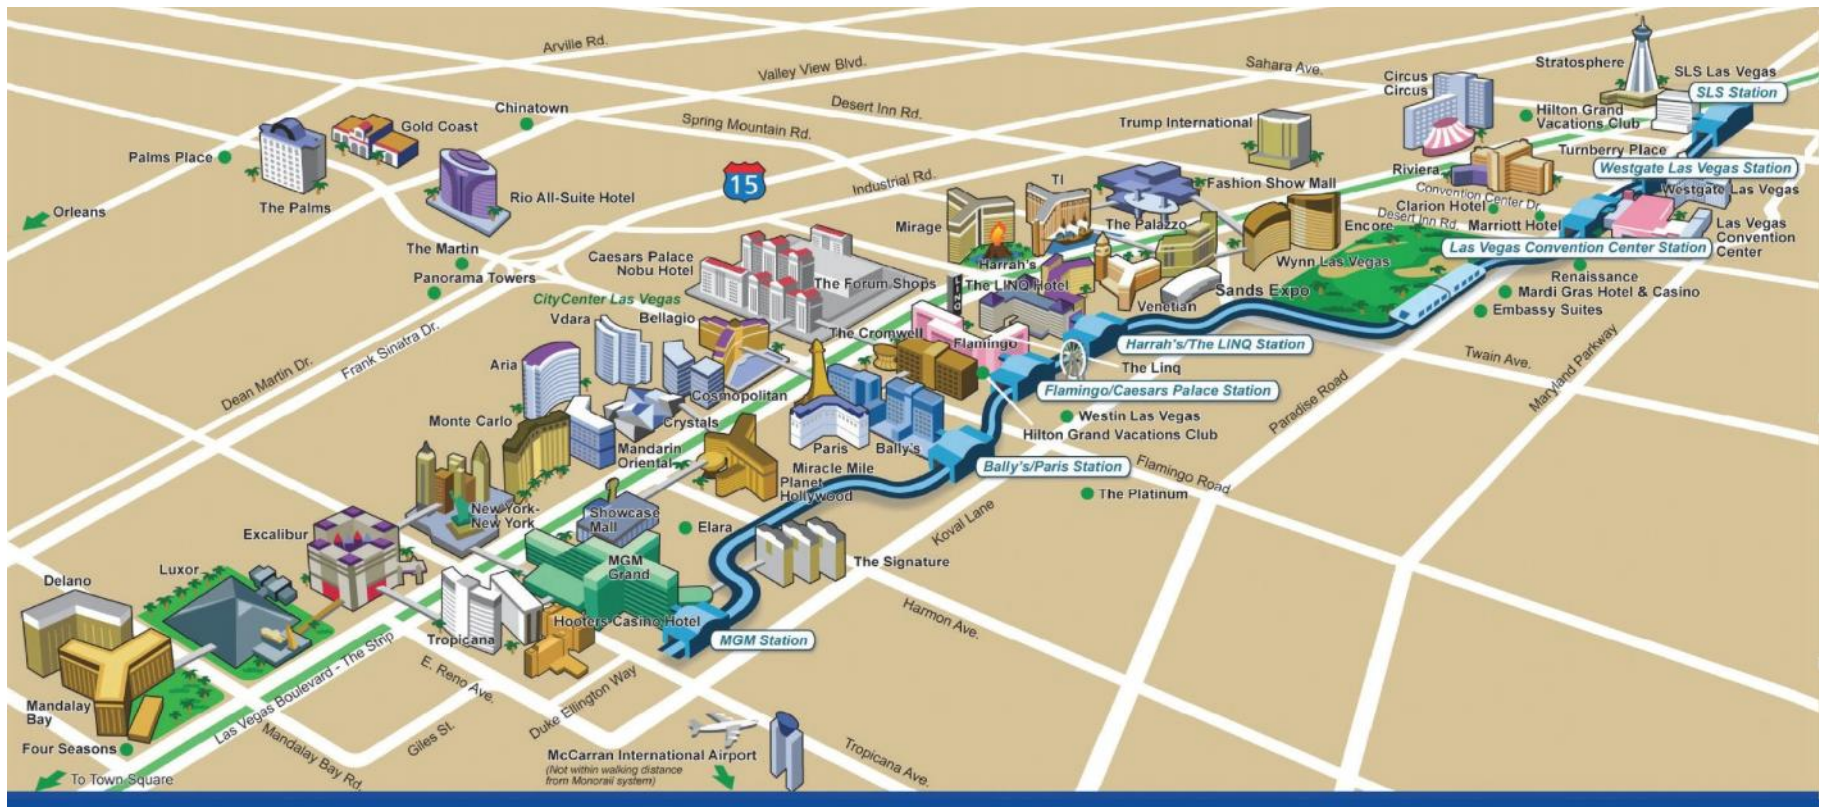 Arville Rd.
Valley View Blvd.
Sahara Ave.
Stratosphere
Circus
Circus
SLS Las Vegas
SLS Station
Chinatown
Desert Inn Rd.
Spring Mountain Rd.
Trump International
Hilton Grand
Vacations Club
Gold Coast
Palms Place
Turnberry Place
Westgate Las Vegas Station
15
Industrial Rd.
TI
Fashion Show Mall
Riviera
Convention Center Dr.
Westgate Las Vegas
Rio All-Suite Hotel
The Palms
Orleans
Clarion Hotel
Desert Inn Rd.
Marriott Hotel
Mirage
The Palazzo
Encore
Las Vegas
Convention
Center
Las Vegas Convention Center Station
The Martin
Caesars Palace
Nobu Hotel
Harrah's
Wynn Las Vegas
Panorama Towers
The Forum Shops
The LINQ Hotel
Sands Expo
Renaissance
Mardi Gras Hotel & Casino
Embassy Suites
CityCenter Las Vegas
Venetian
LINQ
Vdara
Bellagio
The Cromwell
Flamingo
Harrah's/The LINQ Station
Frank Sinatra Dr.
Dean Martin Dr.
Aria
The Linq
Twain Ave.
Maryland Parkway
Cosmopolitan
Flamingo/Caesars Palace Station
Paradise Road
Monte Carlo
Crystals
Westin Las Vegas
Hilton Grand Vacations Club
Mandarin
Oriental
Paris
Bally's
Bally's/Paris Station
Flamingo Road
Miracle Mile
Planet
Hollywood
The Platinum
New York-
New York
Showcase
Mall
Elara
Koval Lane
Excalibur
MGM
Grand
The Signature
Luxor
Delano
Harmon Ave.
Hooters Casino Hotel
Tropicana
MGM Station
Las Vegas Boulevard - The Strip
E. Reno Ave.
Duke Ellington Way
Mandalay
Bay
Giles St.
Mandalay Bay Rd.
Four Seasons
McCarran International Airport
(Not within walking distance
from Monorail system)
Tropicana Ave.
To Town Square